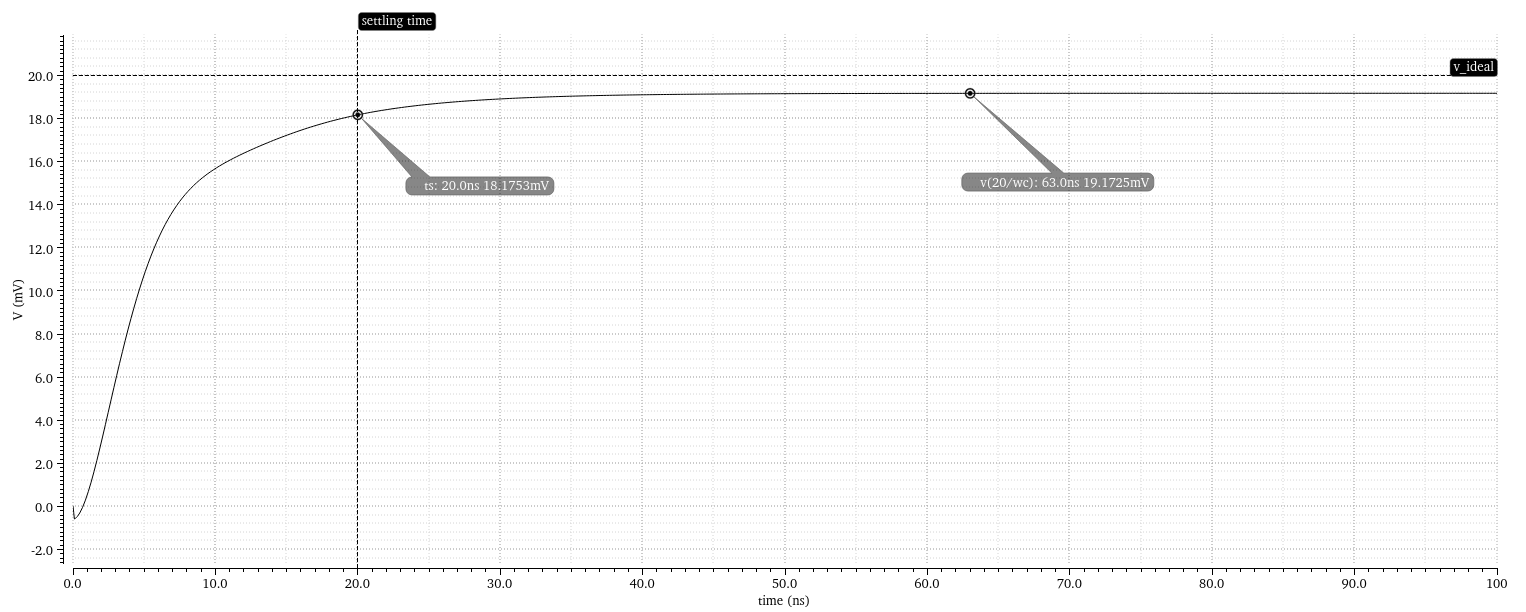 settling time
v_ideal
20.0
18.0
16.0
14.0
12.0
10.0
8.0
6.0
4.0
2.0
0.0
-2.0
V (mV)
ts: 20.0ns 18.1753mV
v(20/wc): 63.0ns 19.1725mV
0.0 10.0 20.0 30.0 40.0 50.0 60.0 70.0 80.0 90.0 100
time (ns)